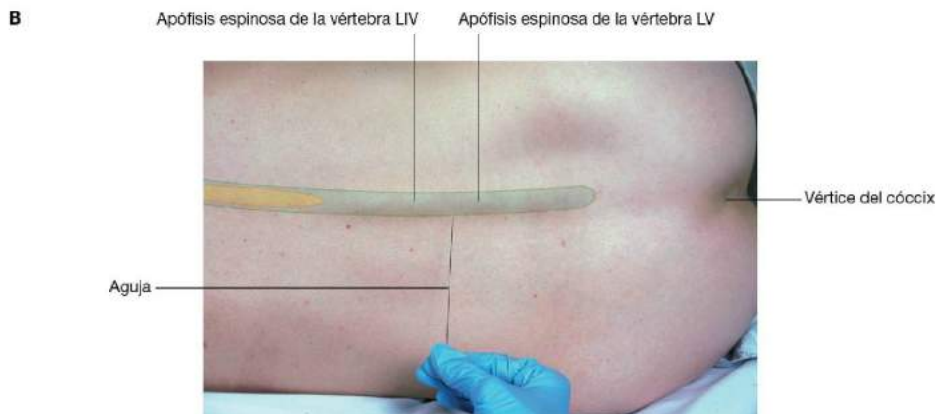 B
Apófisis espinosa de la vértebra LIV
Apófisis espinosa de la vértebra LV
Vértice del cóccix
Aguja